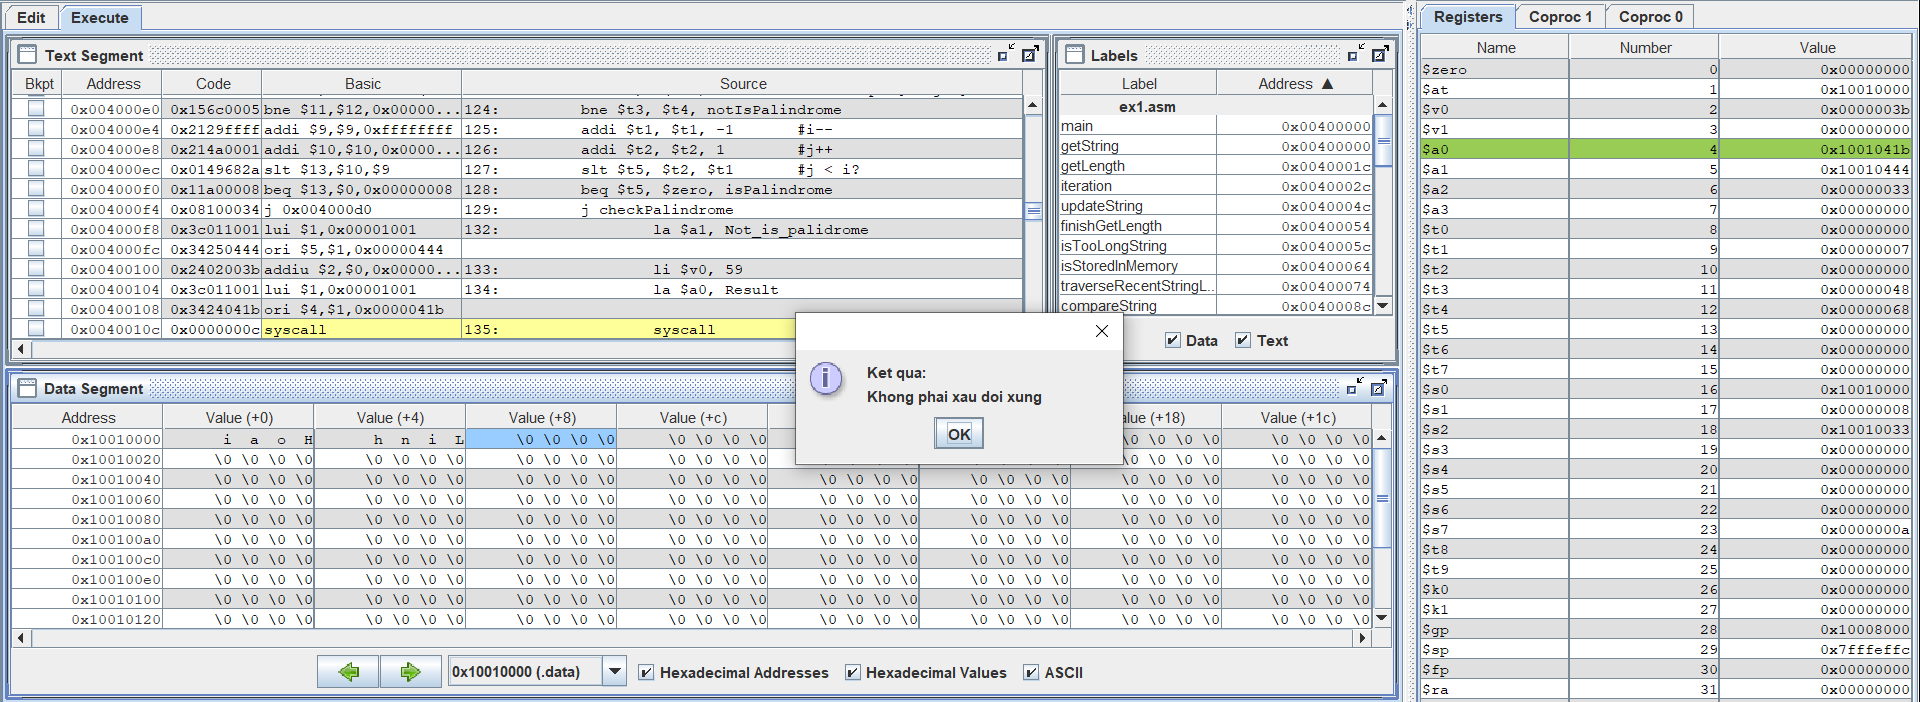 Edit Execute
Text Segment
Bkpt Address Code Basic Source
0x004000e0 0x156c0005 bne $11,$12,0x00000... 124: bne $t3, $t4, notIsPalindrome
0x004000e4 0x2129ffff addi $9,$9,0xffffffff 125: addi $t1, $t1, -1 #i--
0x004000e8 0x214a0001 addi $10,$10,0x0000... 126: addi $t2, $t2, 1 #j++
0x004000ec 0x0149682a slt $13,$10,$9 127: slt $t5, $t2, $t1 #j < i?
0x004000f0 0x11a00008 beq $13,$0,0x00000008 128: beq $t5, $zero, isPalindrome
0x004000f4 0x08100034 j 0x004000d0 129: j checkPalindrome
0x004000f8 0x3c011001 lui $1,0x00001001 132: la $a1, Not_is_palidrome
0x004000fc 0x34250444 ori $5,$1,0x00000444
0x00400100 0x2402003b addiu $2,$0,0x00000... 133: li $v0, 59
0x00400104 0x3c011001 lui $1,0x00001001 134: la $a0, Result
0x00400108 0x3424041b ori $4,$1,0x0000041b
0x0040010c 0x0000000c syscall 135: syscall
Labels
Label Address ▲
ex1.asm
main 0x00400000
getString 0x00400000
getLength 0x0040001c
iteration 0x0040002c
updateString 0x0040004c
finishGetLength 0x00400054
isTooLongString 0x0040005c
isStoredInMemory 0x00400064
traverseRecentStringL.. 0x00400074
compareString 0x0040008c
Data Text
Ket qua:
Khong phai xau doi xung
OK
Data Segment
Address Value (+0) Value (+4) Value (+8) Value (+c) alue (+18) Value (+1c)
0x10010000 i a o H h n i L \0 \0 \0 \0 \0 \0 \0 \0 \0 \0 \0 \0 \0 \0 \0
0x10010020 \0 \0 \0 \0 \0 \0 \0 \0 \0 \0 \0 \0 \0 \0 \0 \0 \0 \0 \0 \0 \0 \0 \0
0x10010040 \0 \0 \0 \0 \0 \0 \0 \0 \0 \0 \0 \0 \0 \0 \0 \0 \0 \0 \0 \0 \0 \0 \0 \0 \0 \0 \0 \0 \0 \0 \0 \0
0x10010060 \0 \0 \0 \0 \0 \0 \0 \0 \0 \0 \0 \0 \0 \0 \0 \0 \0 \0 \0 \0 \0 \0 \0 \0 \0 \0 \0 \0 \0 \0 \0 \0
0x10010080 \0 \0 \0 \0 \0 \0 \0 \0 \0 \0 \0 \0 \0 \0 \0 \0 \0 \0 \0 \0 \0 \0 \0 \0 \0 \0 \0 \0 \0 \0 \0 \0
0x100100a0 \0 \0 \0 \0 \0 \0 \0 \0 \0 \0 \0 \0 \0 \0 \0 \0 \0 \0 \0 \0 \0 \0 \0 \0 \0 \0 \0 \0 \0 \0 \0 \0
0x100100c0 \0 \0 \0 \0 \0 \0 \0 \0 \0 \0 \0 \0 \0 \0 \0 \0 \0 \0 \0 \0 \0 \0 \0 \0 \0 \0 \0 \0 \0 \0 \0 \0
0x100100e0 \0 \0 \0 \0 \0 \0 \0 \0 \0 \0 \0 \0 \0 \0 \0 \0 \0 \0 \0 \0 \0 \0 \0 \0 \0 \0 \0 \0 \0 \0 \0 \0
0x10010100 \0 \0 \0 \0 \0 \0 \0 \0 \0 \0 \0 \0 \0 \0 \0 \0 \0 \0 \0 \0 \0 \0 \0 \0 \0 \0 \0 \0 \0 \0 \0 \0
0x10010120 \0 \0 \0 \0 \0 \0 \0 \0 \0 \0 \0 \0 \0 \0 \0 \0 \0 \0 \0 \0 \0 \0 \0 \0 \0 \0 \0 \0 \0 \0 \0 \0
0x10010000 (.data) Hexadecimal Addresses Hexadecimal Values ASCII
Registers Coproc 1 Coproc 0
Name Number Value
$zero 0 0x00000000
$at 1 0x10010000
$v0 2 0x0000003b
$v1 3 0x00000000
$a0 4 0x1001041b
$a1 5 0x10010444
$a2 6 0x00000033
$a3 7 0x00000000
$t0 8 0x00000000
$t1 9 0x00000007
$t2 10 0x00000000
$t3 11 0x00000048
$t4 12 0x00000068
$t5 13 0x00000000
$t6 14 0x00000000
$t7 15 0x00000000
$s0 16 0x10010000
$s1 17 0x00000008
$s2 18 0x10010033
$s3 19 0x00000000
$s4 20 0x00000000
$s5 21 0x00000000
$s6 22 0x00000000
$s7 23 0x0000000a
$t8 24 0x00000000
$t9 25 0x00000000
$k0 26 0x00000000
$k1 27 0x00000000
$gp 28 0x10008000
$sp 29 0x7fffeffc
$fp 30 0x00000000
$ra 31 0x00000000